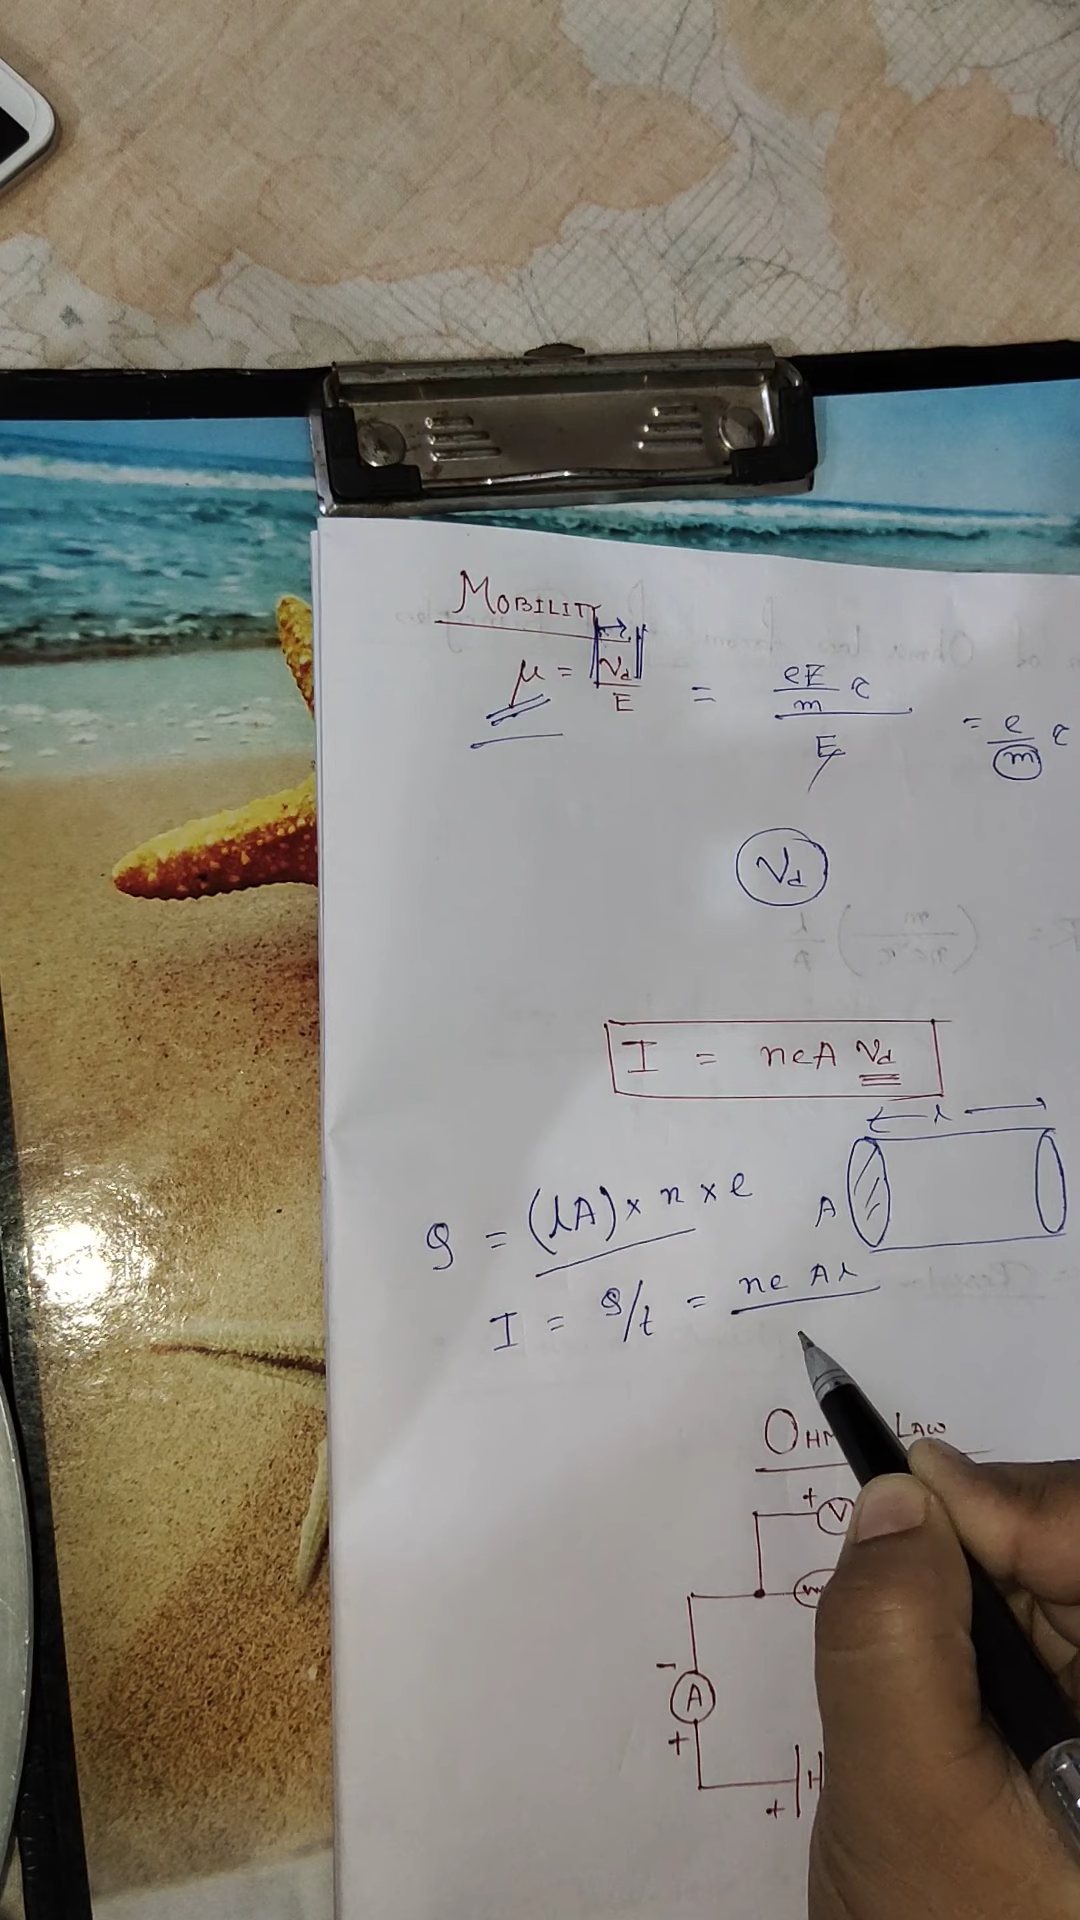 MOBILITY
μ = Vd/E = (eE/m τ)/E = e/m τ
Vd
I = neA Vd
l
A
Q = (lA) × n × e
I = Q/t = neAl
OHM LAW
+ V
-
A
+
+